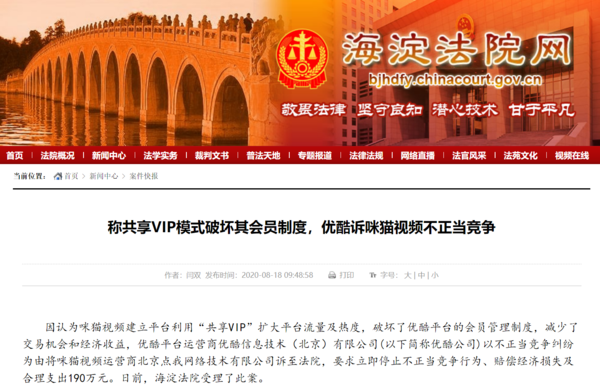 海淀法院网
bjhdfy.chinacourt.gov.cn
敬畏法律 坚守良知 潜心技术 甘于平凡
首页 | 法院概况 | 新闻中心 | 法学实务 | 裁判文书 | 普法天地 | 专题报道 | 法律法规 | 网络直播 | 法官风采 | 法苑文化 | 视频在线
当前位置： 首页 > 新闻中心 > 案件快报
称共享VIP模式破坏其会员制度，优酷诉咪猫视频不正当竞争
作者：闫双 发布时间：2020-08-18 09:48:58 打印 字号： 大 | 中 | 小
因认为咪猫视频建立平台利用“共享VIP”扩大平台流量及热度，破坏了优酷平台的会员管理制度，减少了
交易机会和经济收益，优酷平台运营商优酷信息技术（北京）有限公司(以下简称优酷公司)以不正当竞争纠纷
为由将咪猫视频运营商北京点我网络技术有限公司诉至法院，要求立即停止不正当竞争行为、赔偿经济损失及
合理支出190万元。日前，海淀法院受理了此案。